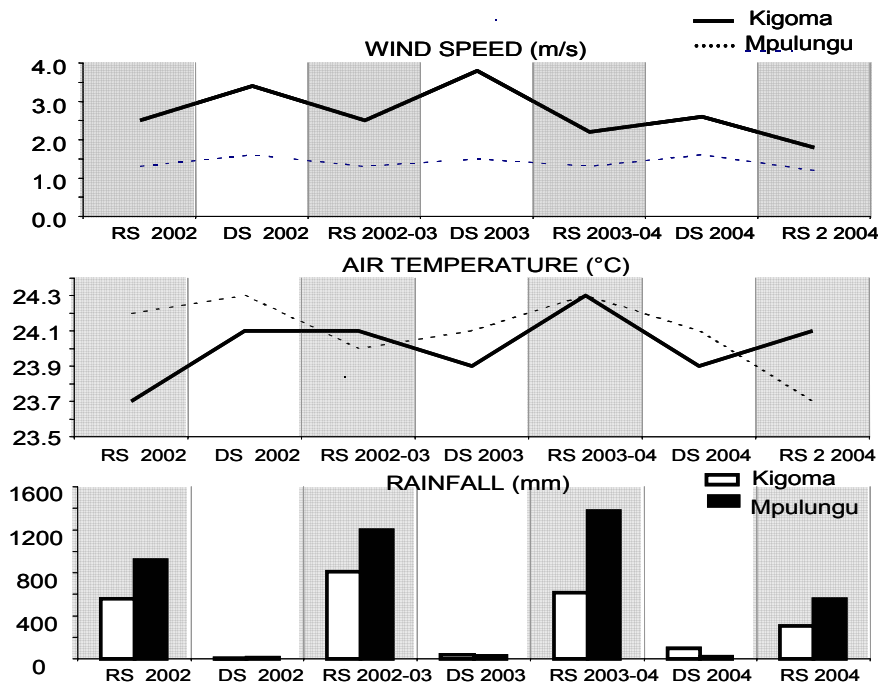 Kigoma
Mpulungu
WIND SPEED (m/s)
4.0
3.0
2.0
1.0
0.0
RS 2002 DS 2002 RS 2002-03 DS 2003 RS 2003-04 DS 2004 RS 2 2004
AIR TEMPERATURE (°C)
24.3
24.1
23.9
23.7
23.5
RS 2002 DS 2002 RS 2002-03 DS 2003 RS 2003-04 DS 2004 RS 2 2004
RAINFALL (mm)
Kigoma
Mpulungu
1600
1200
800
400
0
RS 2002 DS 2002 RS 2002-03 DS 2003 RS 2003-04 DS 2004 RS 2004